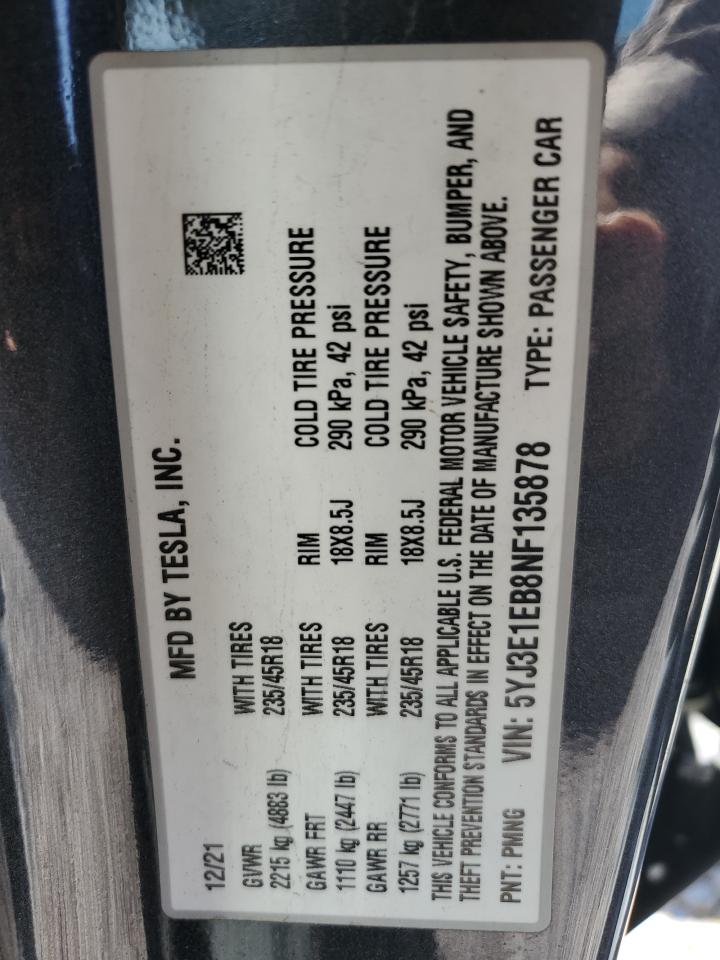 MFD BY TESLA, INC.
12/21
GVWR WITH TIRES
2215 kg (4883 lb) 235/45R18
GAWR FRT WITH TIRES RIM COLD TIRE PRESSURE
1110 kg (2447 lb) 235/45R18 18X8.5J 290 kPa, 42 psi
GAWR RR WITH TIRES RIM COLD TIRE PRESSURE
1257 kg (2771 lb) 235/45R18 18X8.5J 290 kPa, 42 psi
THIS VEHICLE CONFORMS TO ALL APPLICABLE U.S. FEDERAL MOTOR VEHICLE SAFETY, BUMPER, AND
THEFT PREVENTION STANDARDS IN EFFECT ON THE DATE OF MANUFACTURE SHOWN ABOVE.
PNT: PMNG VIN: 5YJ3E1EB8NF135878 TYPE: PASSENGER CAR